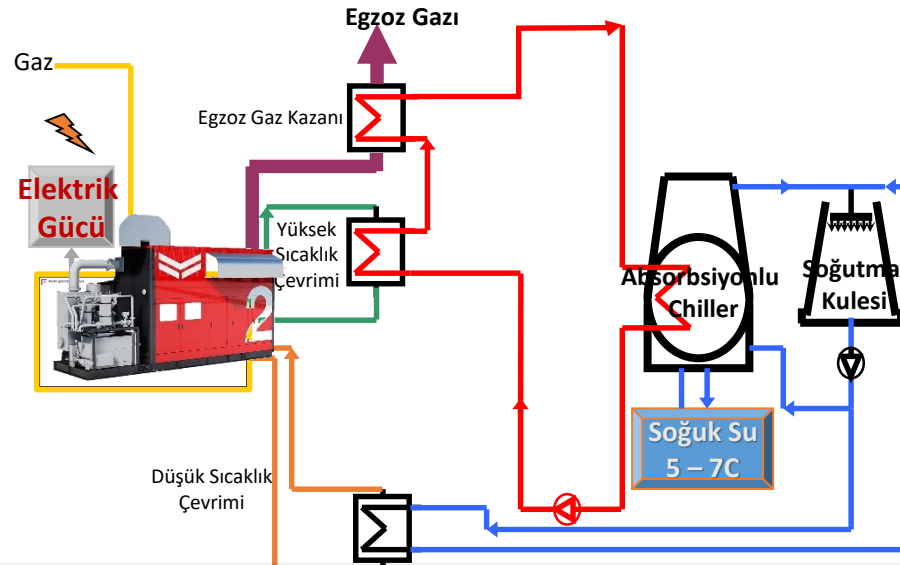 Egzoz Gazı
Gaz
Egzoz Gaz Kazanı
Elektrik
Gücü
Yüksek
Sıcaklık
Çevrimi
2
Absorbsiyonlu
Chiller
Soğutma
Kulesi
Soğuk Su
5 – 7C
Düşük Sıcaklık
Çevrimi